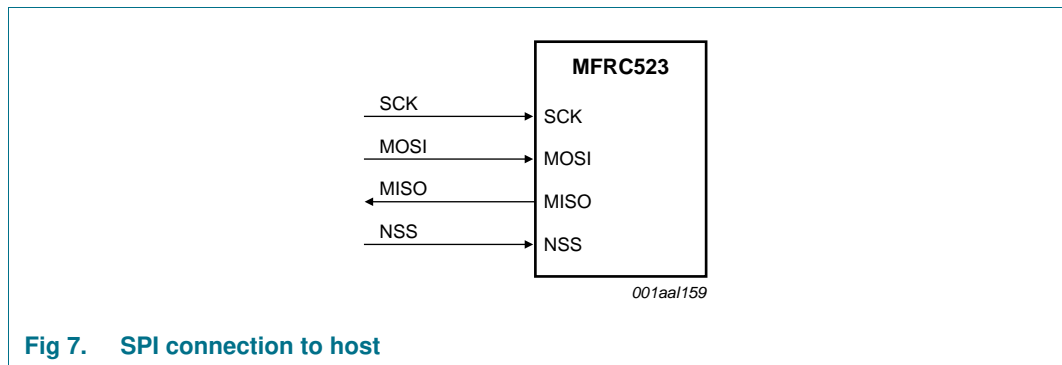 MFRC523
SCK
SCK
MOSI
MOSI
MISO
MISO
NSS
NSS
001aal159
Fig 7. SPI connection to host